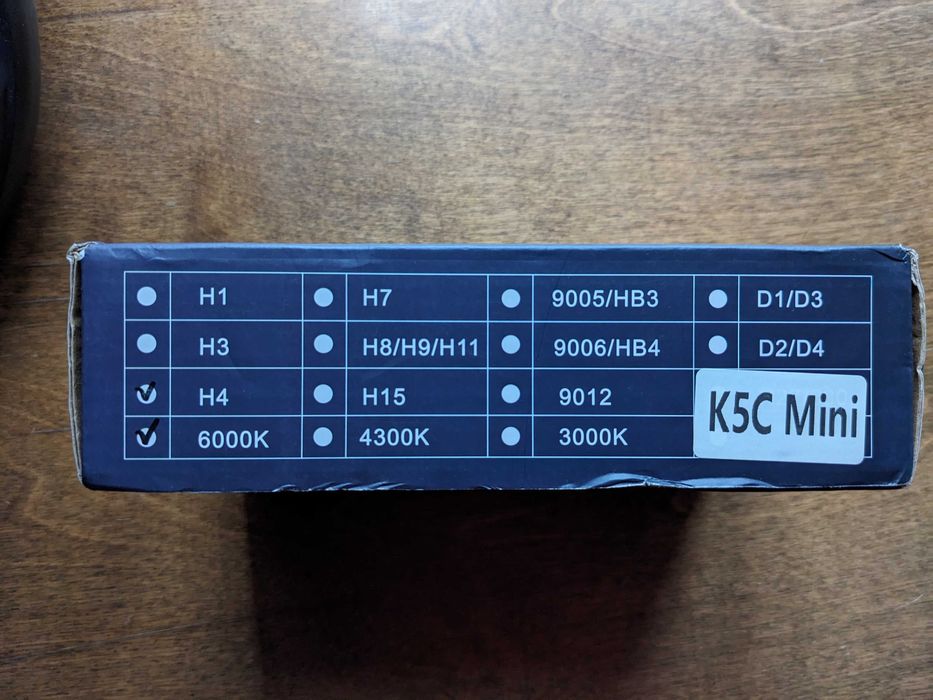 H1 H7 9005/HB3 D1/D3
H3 H8/H9/H11 9006/HB4 D2/D4
H4 H15 9012
6000K 4300K 3000K
K5C Mini